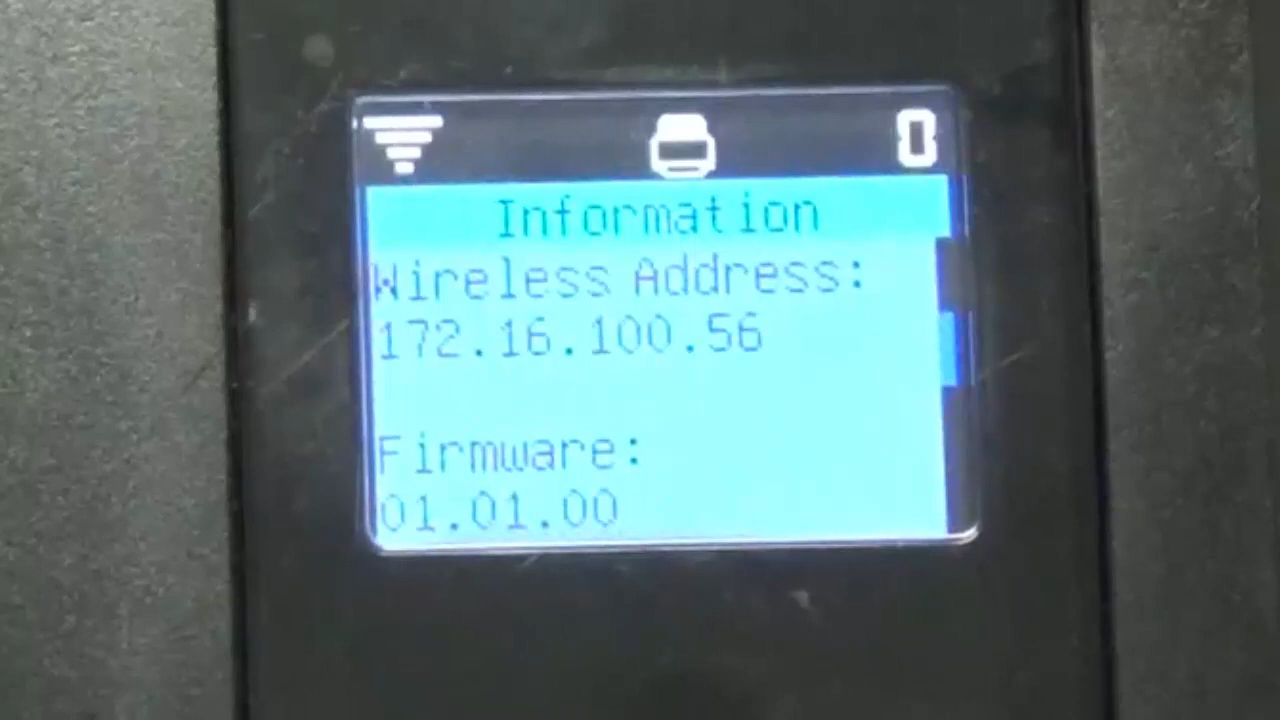 Information
Wireless Address:
172.16.100.56
Firmware:
01.01.00